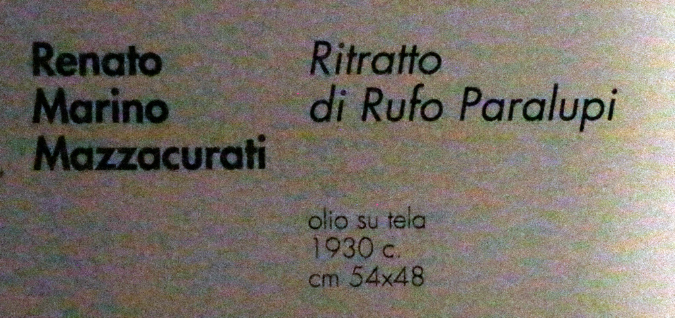 Renato
Marino
Mazzacurati
Ritratto
di Rufo Paralupi
olio su tela
1930 c.
cm 54x48